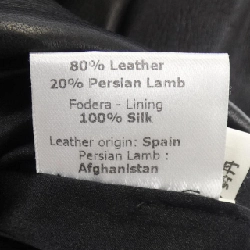 80% Leather
20% Persian Lamb
Fodera - Lining
100% Silk
Leather origin: Spain
Persian Lamb :
Afghanistan